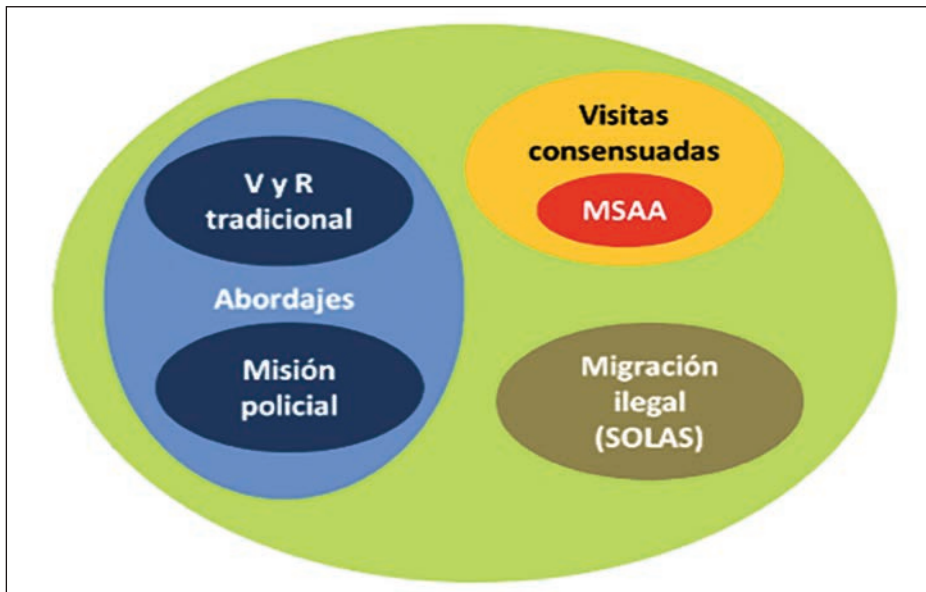 V y R
tradicional
Abordajes
Misión
policial
Visitas
consensuadas
MSAA
Migración
ilegal
(SOLAS)